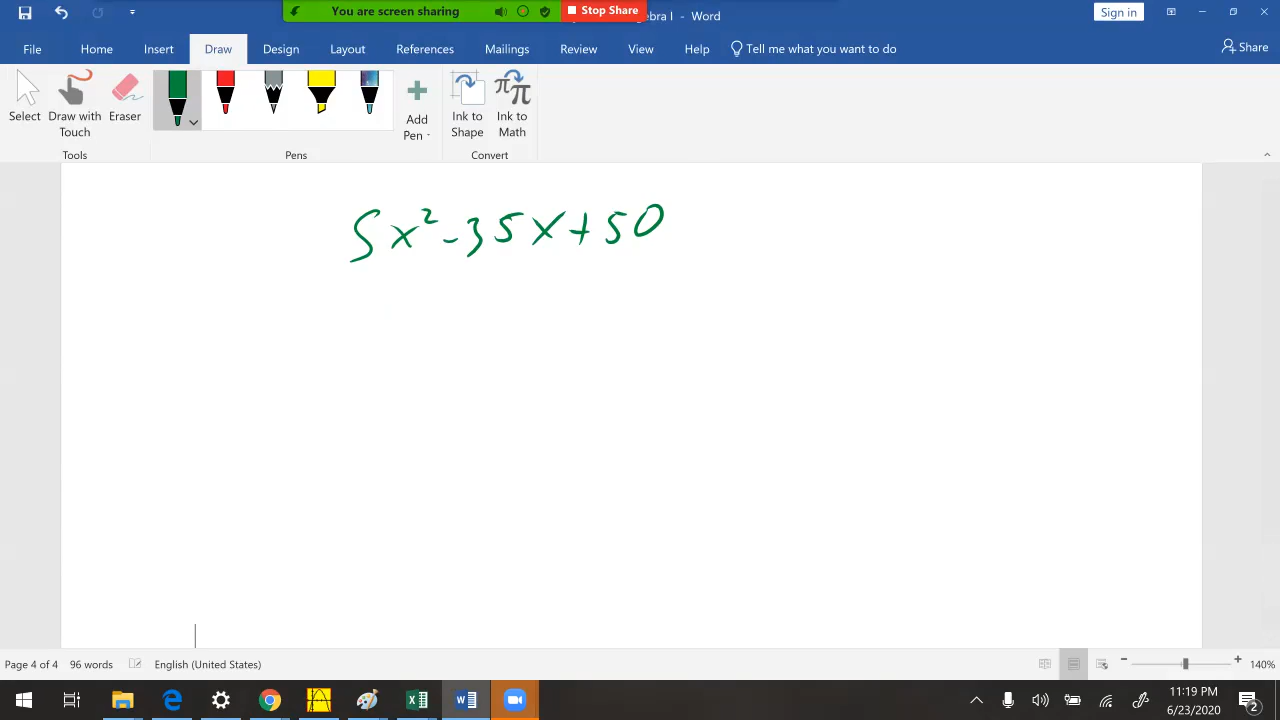 You are screen sharing Stop Share ebra I - Word Sign in
File Home Insert Draw Design Layout References Mailings Review View Help Tell me what you want to do Share
Select Draw with Touch Eraser Add Pen Ink to Shape Ink to Math
Tools Pens Convert
5x²-35x+50
Page 4 of 4 96 words English (United States) 140%
11:19 PM
6/23/2020 2